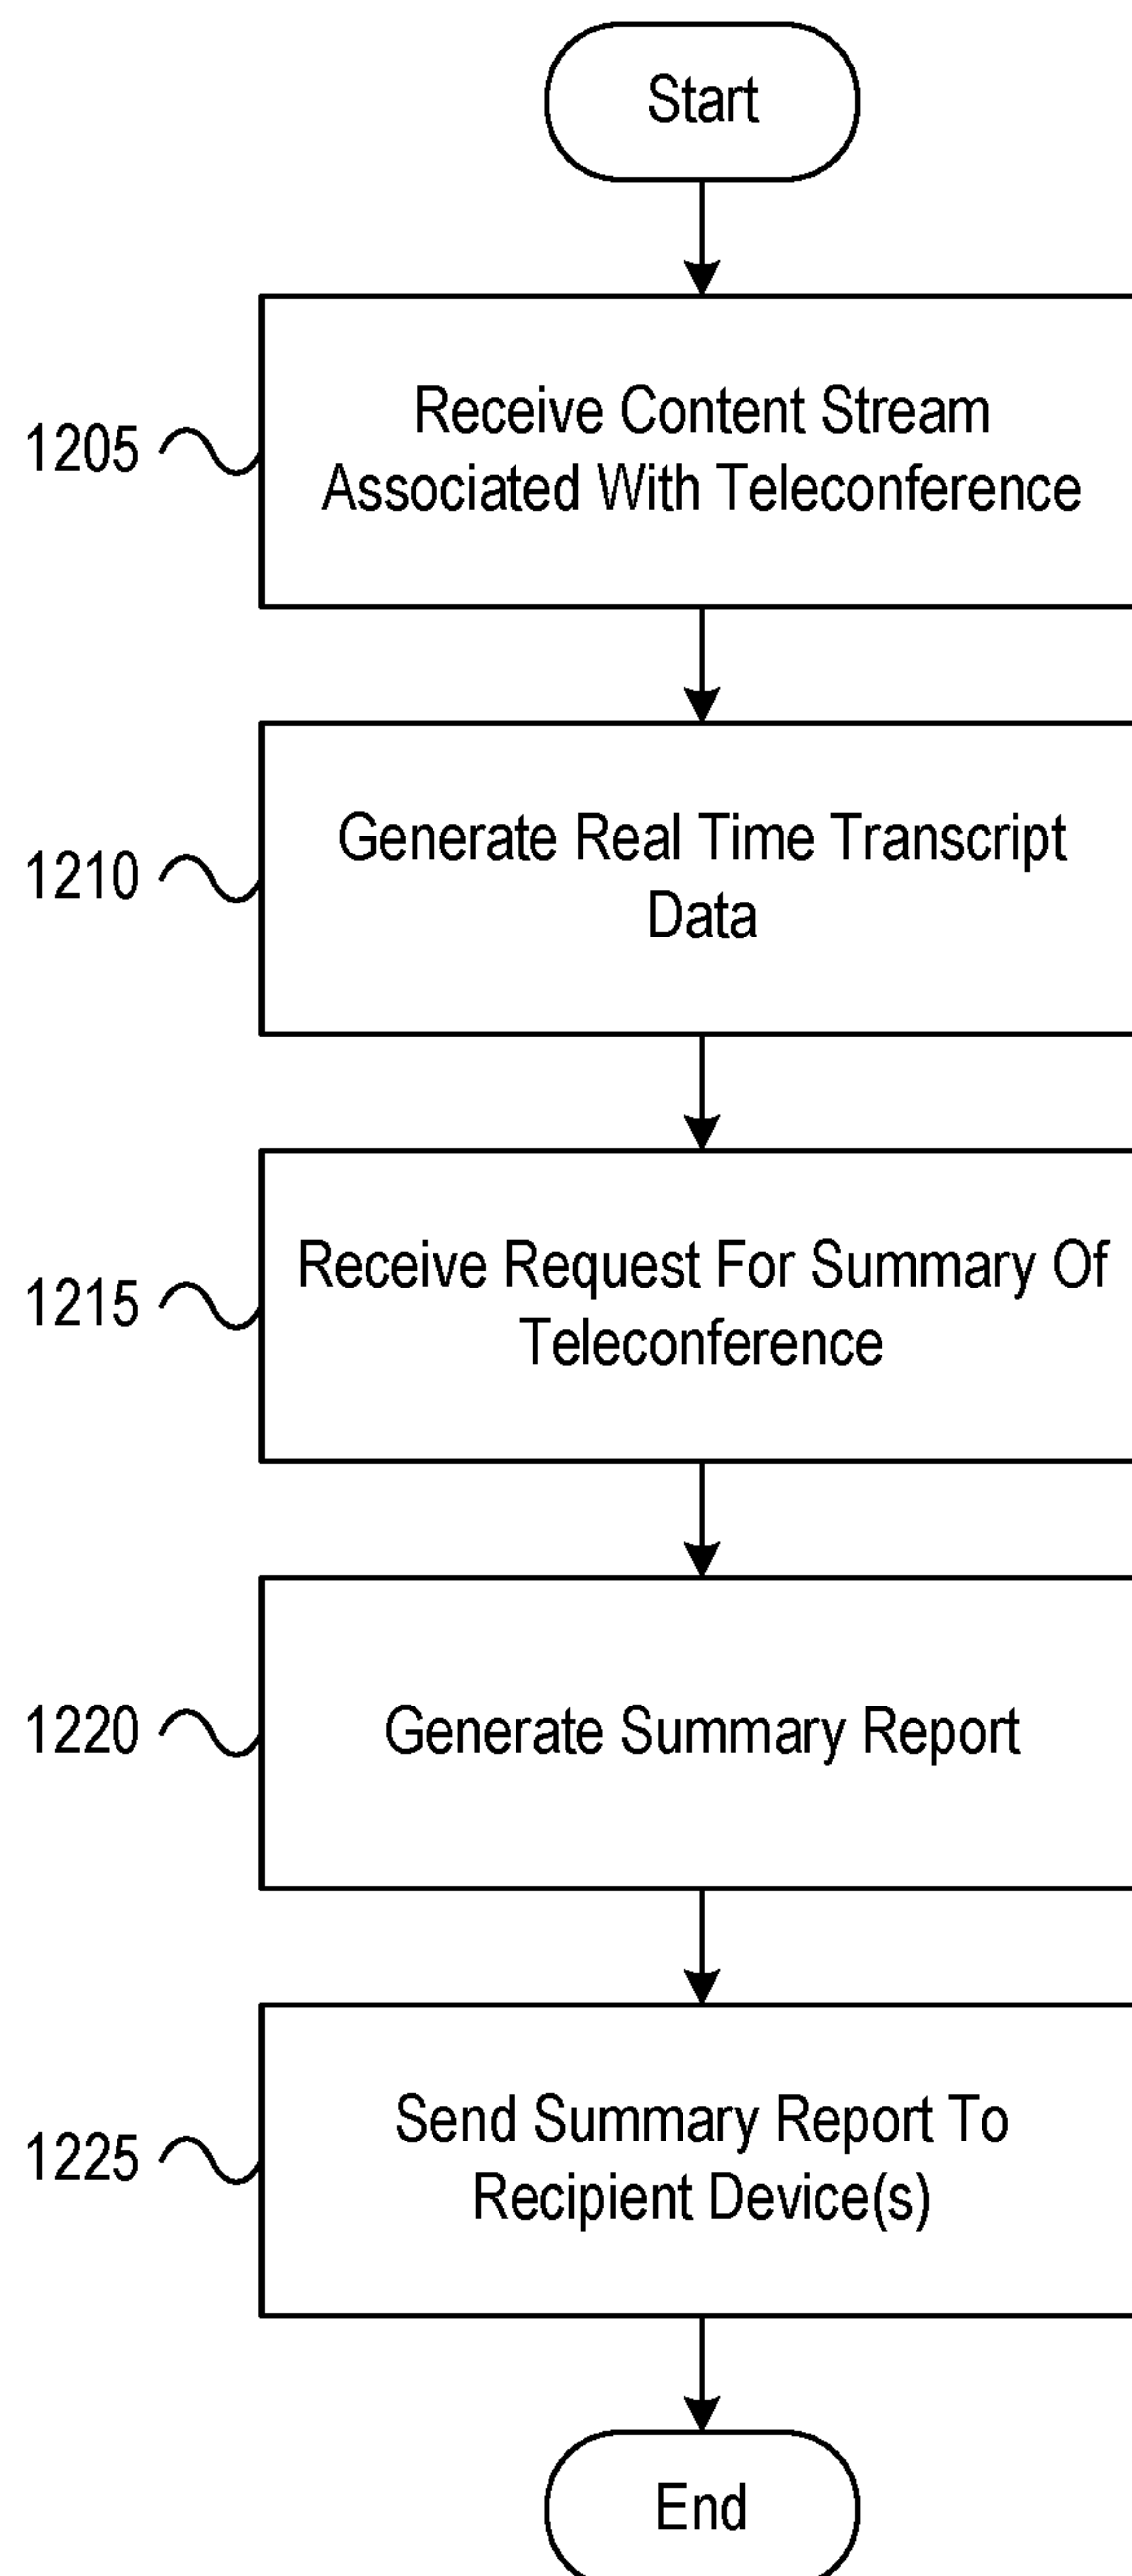 Start
1205
Receive Content Stream
Associated With Teleconference
1210
Generate Real Time Transcript
Data
1215
Receive Request For Summary Of
Teleconference
1220
Generate Summary Report
1225
Send Summary Report To
Recipient Device(s)
End